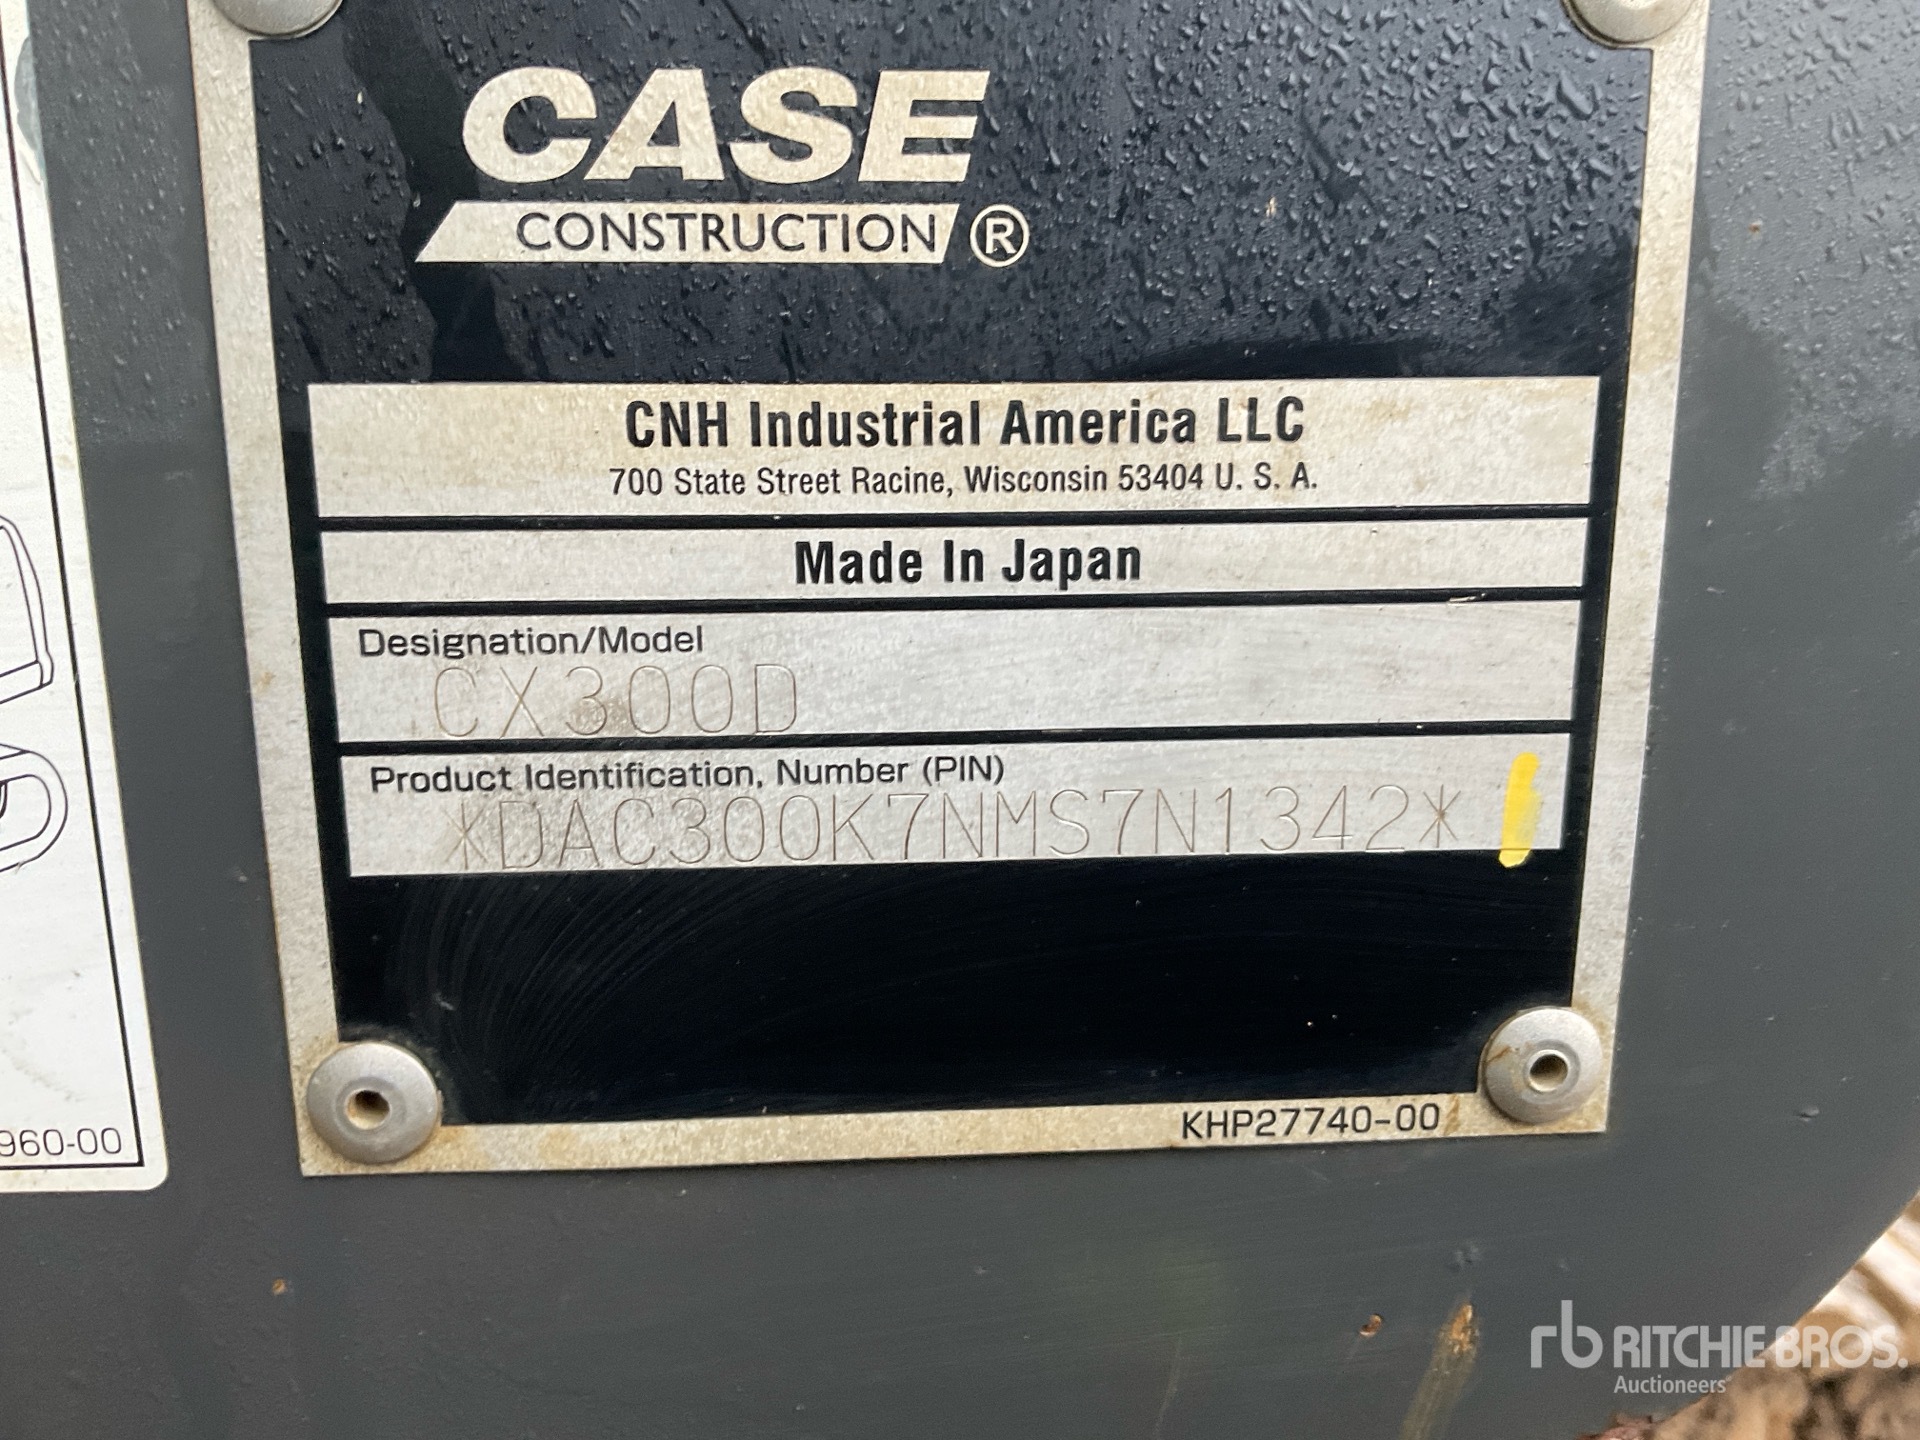 CASE
CONSTRUCTION ®
CNH Industrial America LLC
700 State Street Racine, Wisconsin 53404 U. S. A.
Made In Japan
Designation/Model
CX300D
Product Identification, Number (PIN)
*DAC300K7NMS7N1342*
KHP27740-00
960-00
rb RITCHIE BROS.
Auctioneers